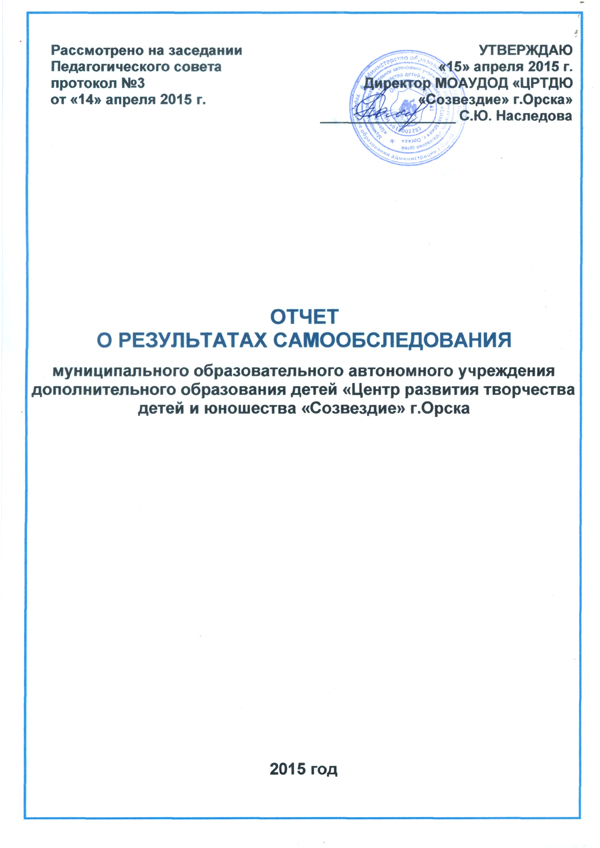 Рассмотрено на заседании
Педагогического совета
протокол №3
от «14» апреля 2015 г.
УТВЕРЖДАЮ
«15» апреля 2015 г.
Директор МОАУДОД «ЦРТДЮ
«Созвездие» г.Орска»
С.Ю. Наследова
ОТЧЕТ
О РЕЗУЛЬТАТАХ САМООБСЛЕДОВАНИЯ
муниципального образовательного автономного учреждения
дополнительного образования детей «Центр развития творчества
детей и юношества «Созвездие» г.Орска
2015 год